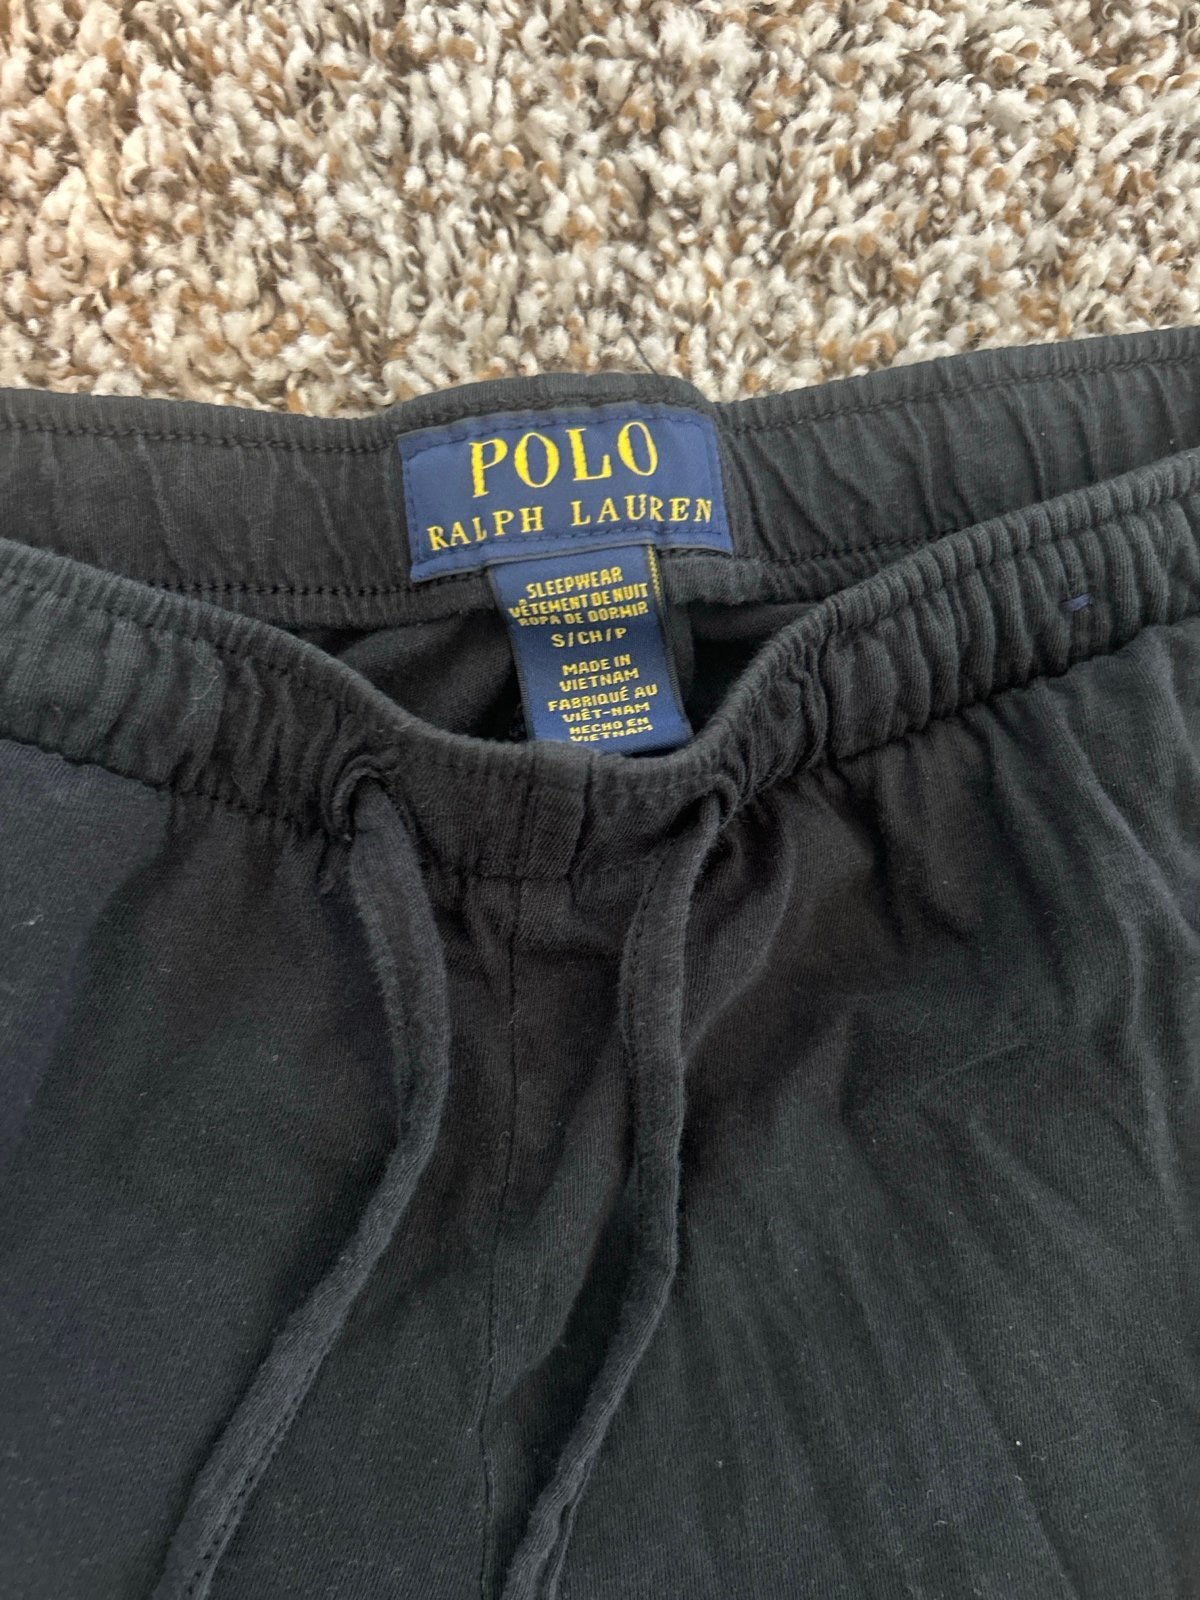 POLO
RALPH LAUREN
SLEEPWEAR
VÊTEMENT DE NUIT
ROPA DE DORMIR
S/CH/P
MADE IN
VIETNAM
FABRIQUÉ AU
VIÊT-NAM
HECHO EN
VIETNAM